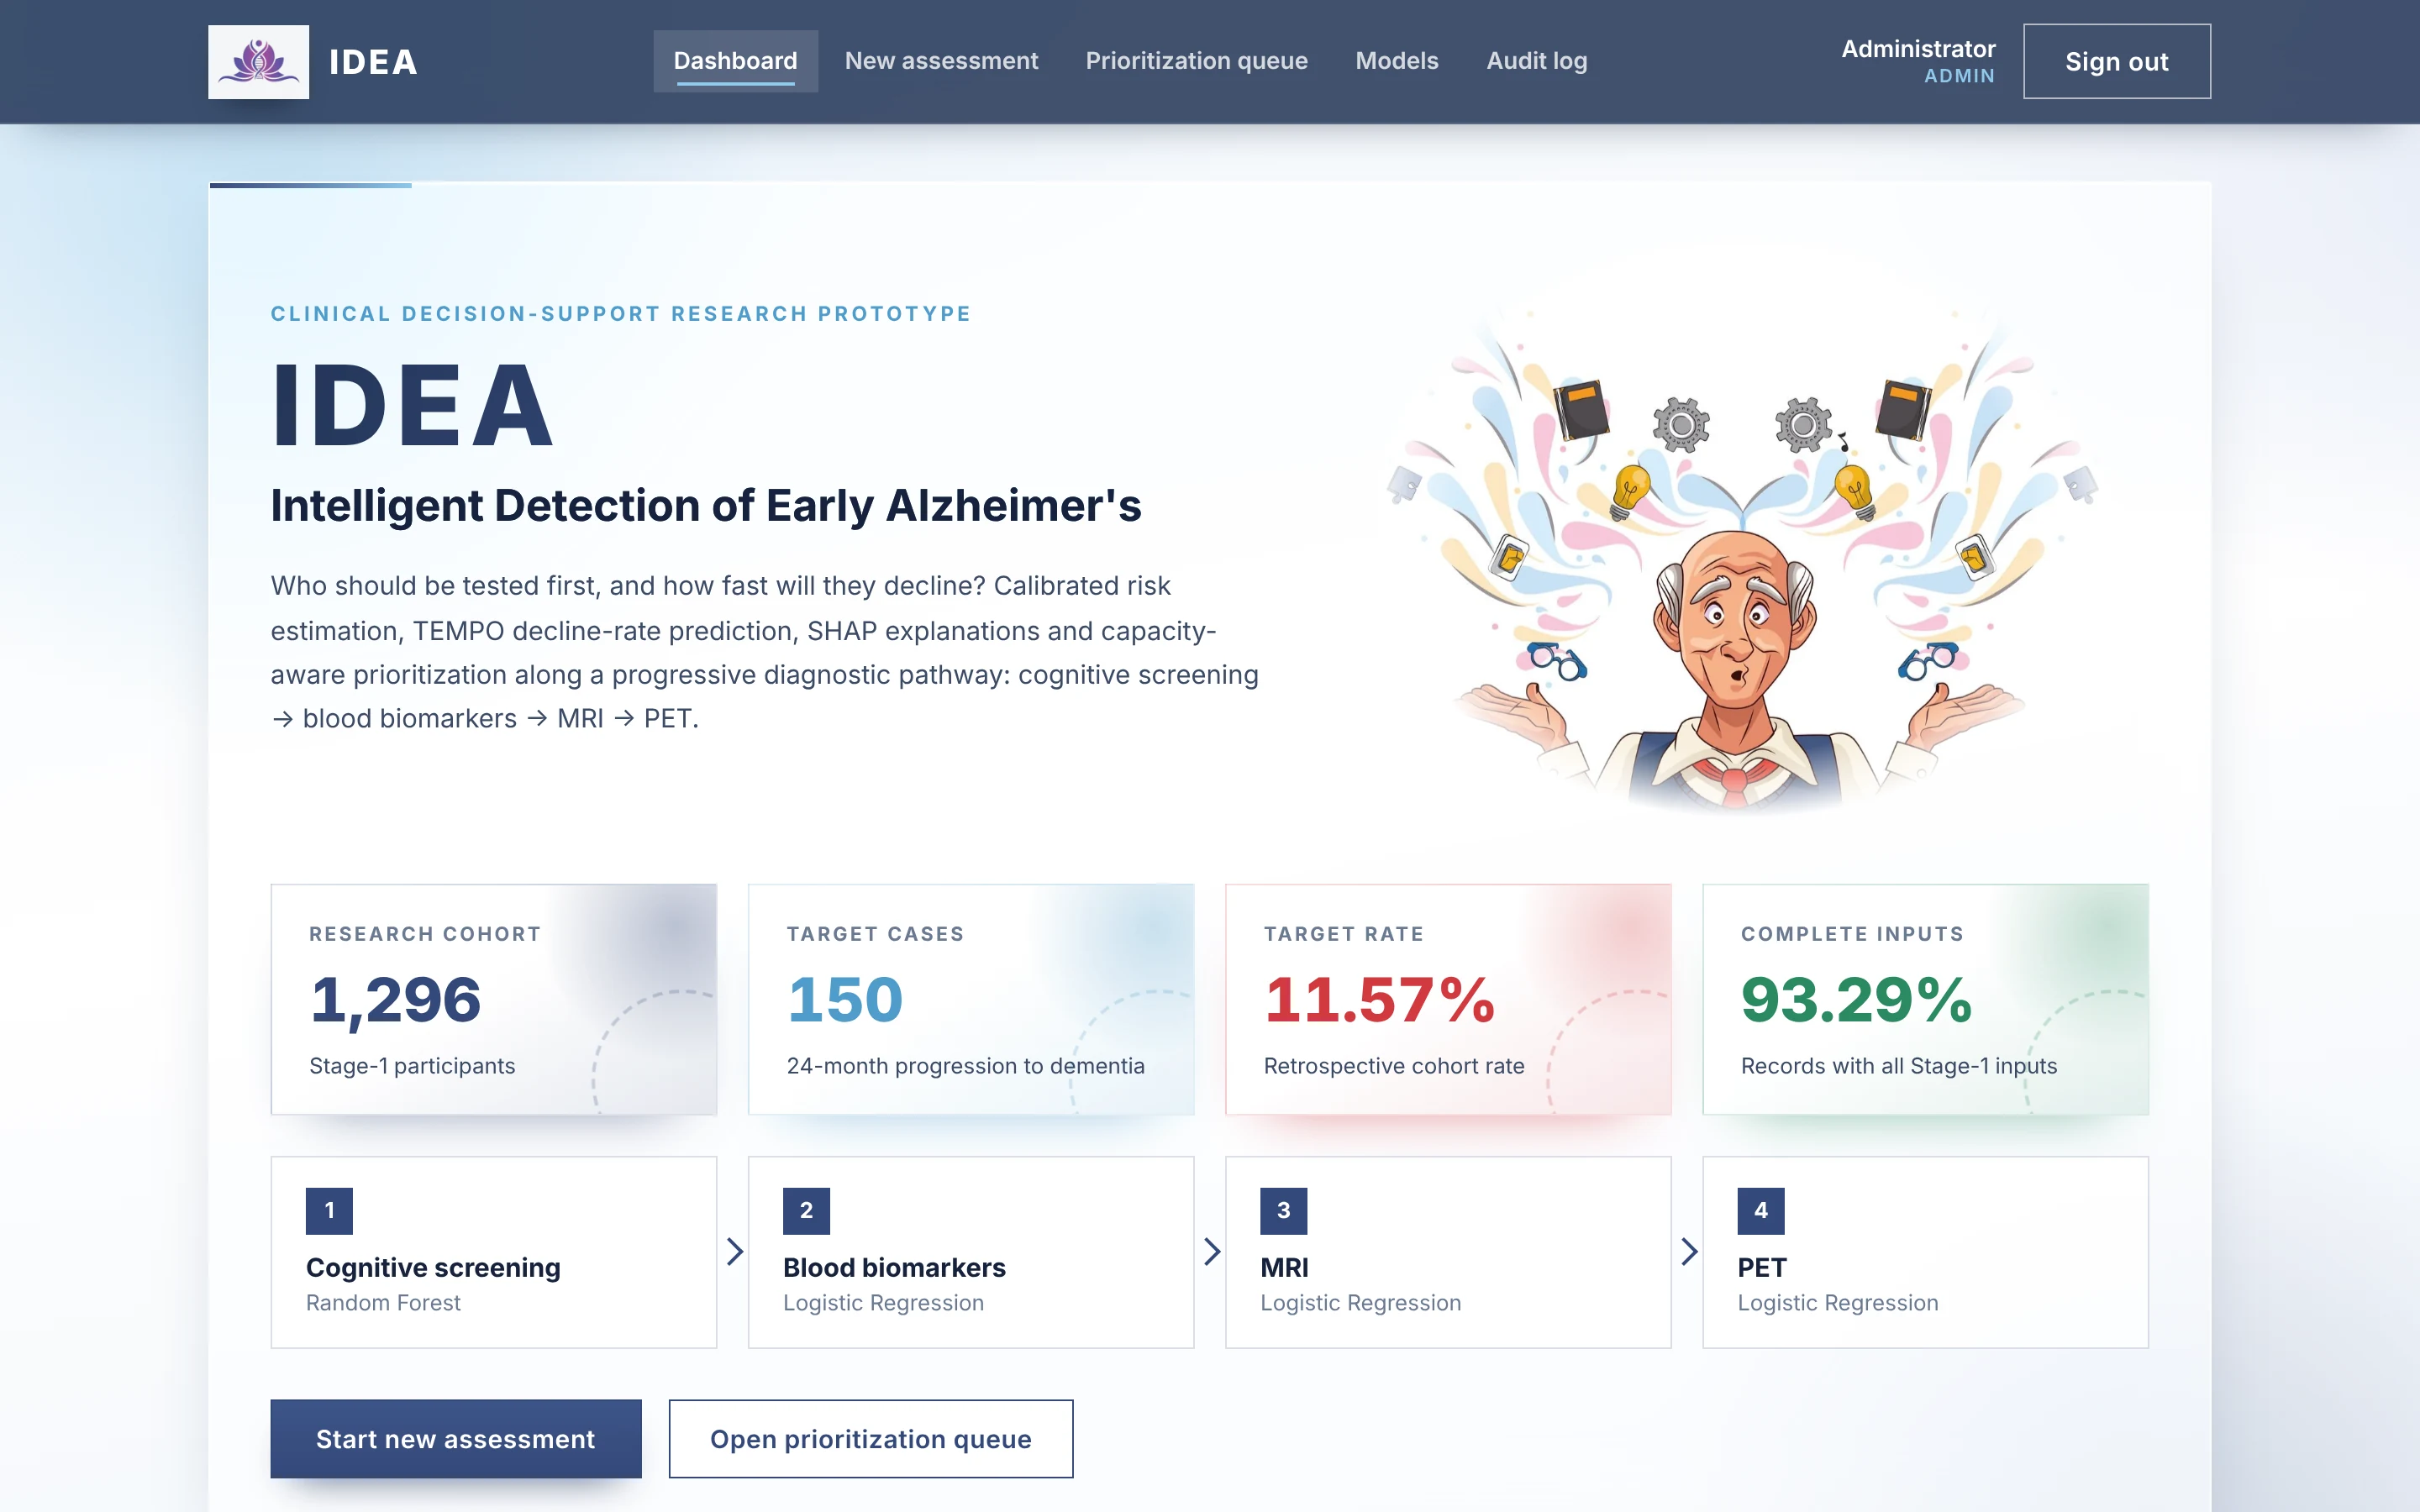 IDEA
Dashboard
New assessment
Prioritization queue
Models
Audit log
Administrator
ADMIN
Sign out
CLINICAL DECISION-SUPPORT RESEARCH PROTOTYPE
IDEA
Intelligent Detection of Early Alzheimer's
Who should be tested first, and how fast will they decline? Calibrated risk
estimation, TEMPO decline-rate prediction, SHAP explanations and capacity-
aware prioritization along a progressive diagnostic pathway: cognitive screening
→ blood biomarkers → MRI → PET.
RESEARCH COHORT
1,296
Stage-1 participants
TARGET CASES
150
24-month progression to dementia
TARGET RATE
11.57%
Retrospective cohort rate
COMPLETE INPUTS
93.29%
Records with all Stage-1 inputs
1
Cognitive screening
Random Forest
2
Blood biomarkers
Logistic Regression
3
MRI
Logistic Regression
4
PET
Logistic Regression
Start new assessment
Open prioritization queue